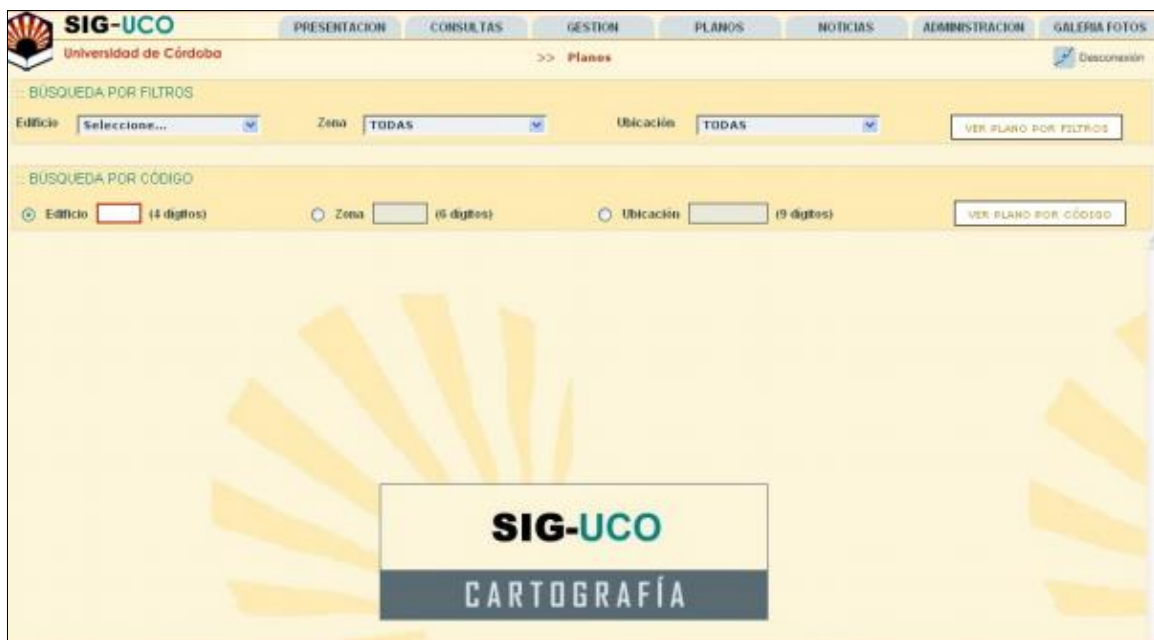 SIG-UCO
PRESENTACION CONSULTAS GESTION PLANOS NOTICIAS ADMINISTRACION GALERIA FOTOS
Universidad de Córdoba >> Planos Desconexión
:: BÚSQUEDA POR FILTROS
Edificio Seleccione... Zona TODAS Ubicación TODAS VER PLANO POR FILTROS
:: BÚSQUEDA POR CÓDIGO
Edificio (4 dígitos) Zona (6 dígitos) Ubicación (9 dígitos) VER PLANO POR CÓDIGO
SIG-UCO
CARTOGRAFÍA